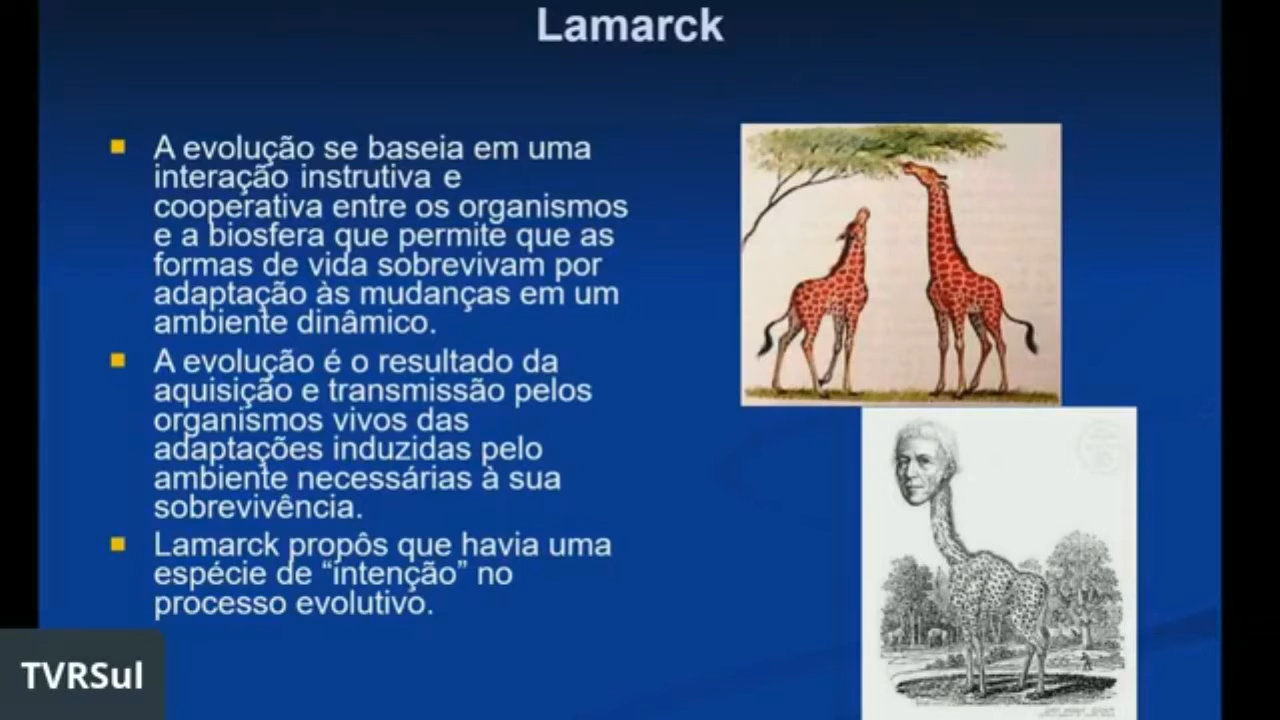 Lamarck
A evolução se baseia em uma
interação instrutiva e
cooperativa entre os organismos
e a biosfera que permite que as
formas de vida sobrevivam por
adaptação às mudanças em um
ambiente dinâmico.
A evolução é o resultado da
aquisição e transmissão pelos
organismos vivos das
adaptações induzidas pelo
ambiente necessárias à sua
sobrevivência.
Lamarck propôs que havia uma
espécie de “intenção” no
processo evolutivo.
TVRSul